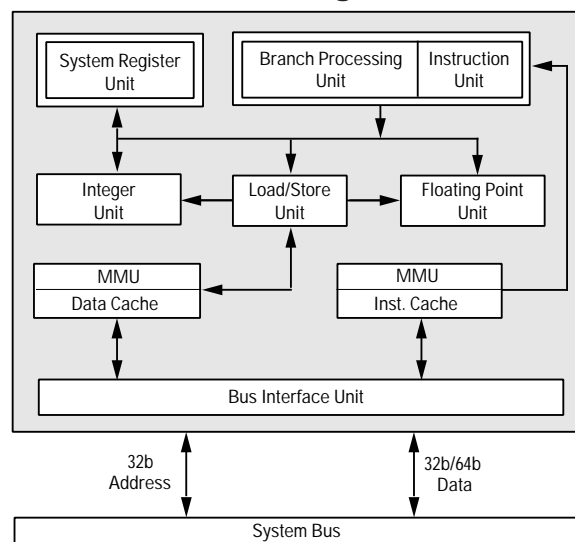 System Register
Unit
Branch Processing
Unit
Instruction
Unit
Integer
Unit
Load/Store
Unit
Floating Point
Unit
MMU
Data Cache
MMU
Inst. Cache
Bus Interface Unit
32b
Address
32b/64b
Data
System Bus